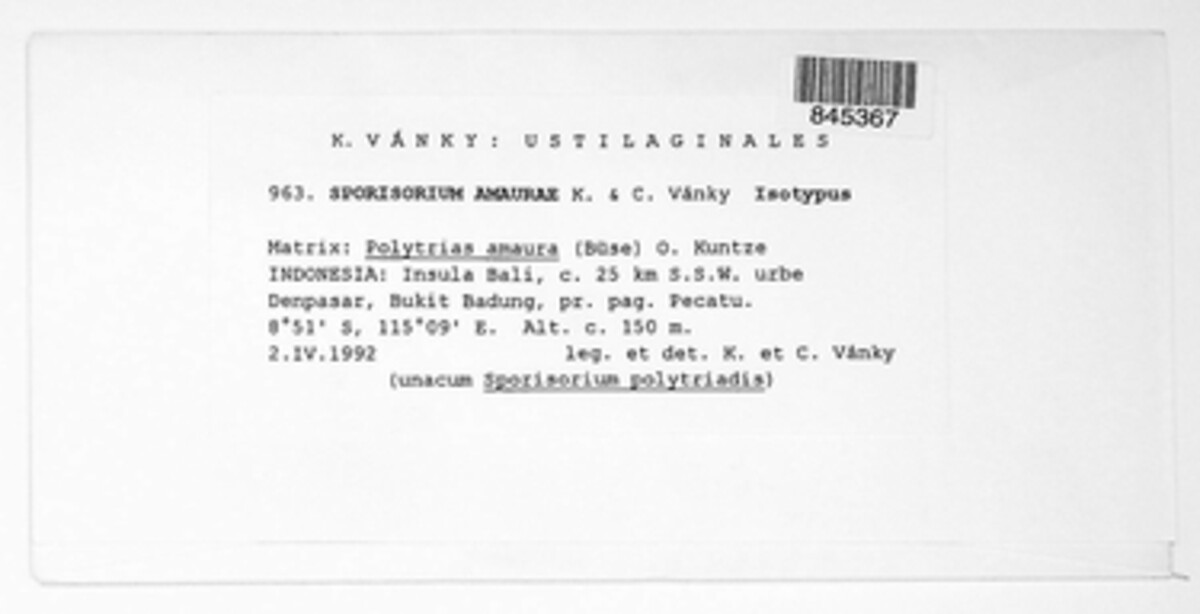 845367
K. VÁNKY: USTILAGINALES
963. SPORISORIUM AMAURAE K. & C. Vánky Isotypus
Matrix: Polytrias amaura (Büse) O. Kuntze
INDONESIA: Insula Bali, c. 25 km S.S.W. urbe
Denpasar, Bukit Badung, pr. pag. Pecatu.
8°51' S, 115°09' E. Alt. c. 150 m.
2.IV.1992 leg. et det. K. et C. Vánky
(unacum Sporisorium polytriadis)